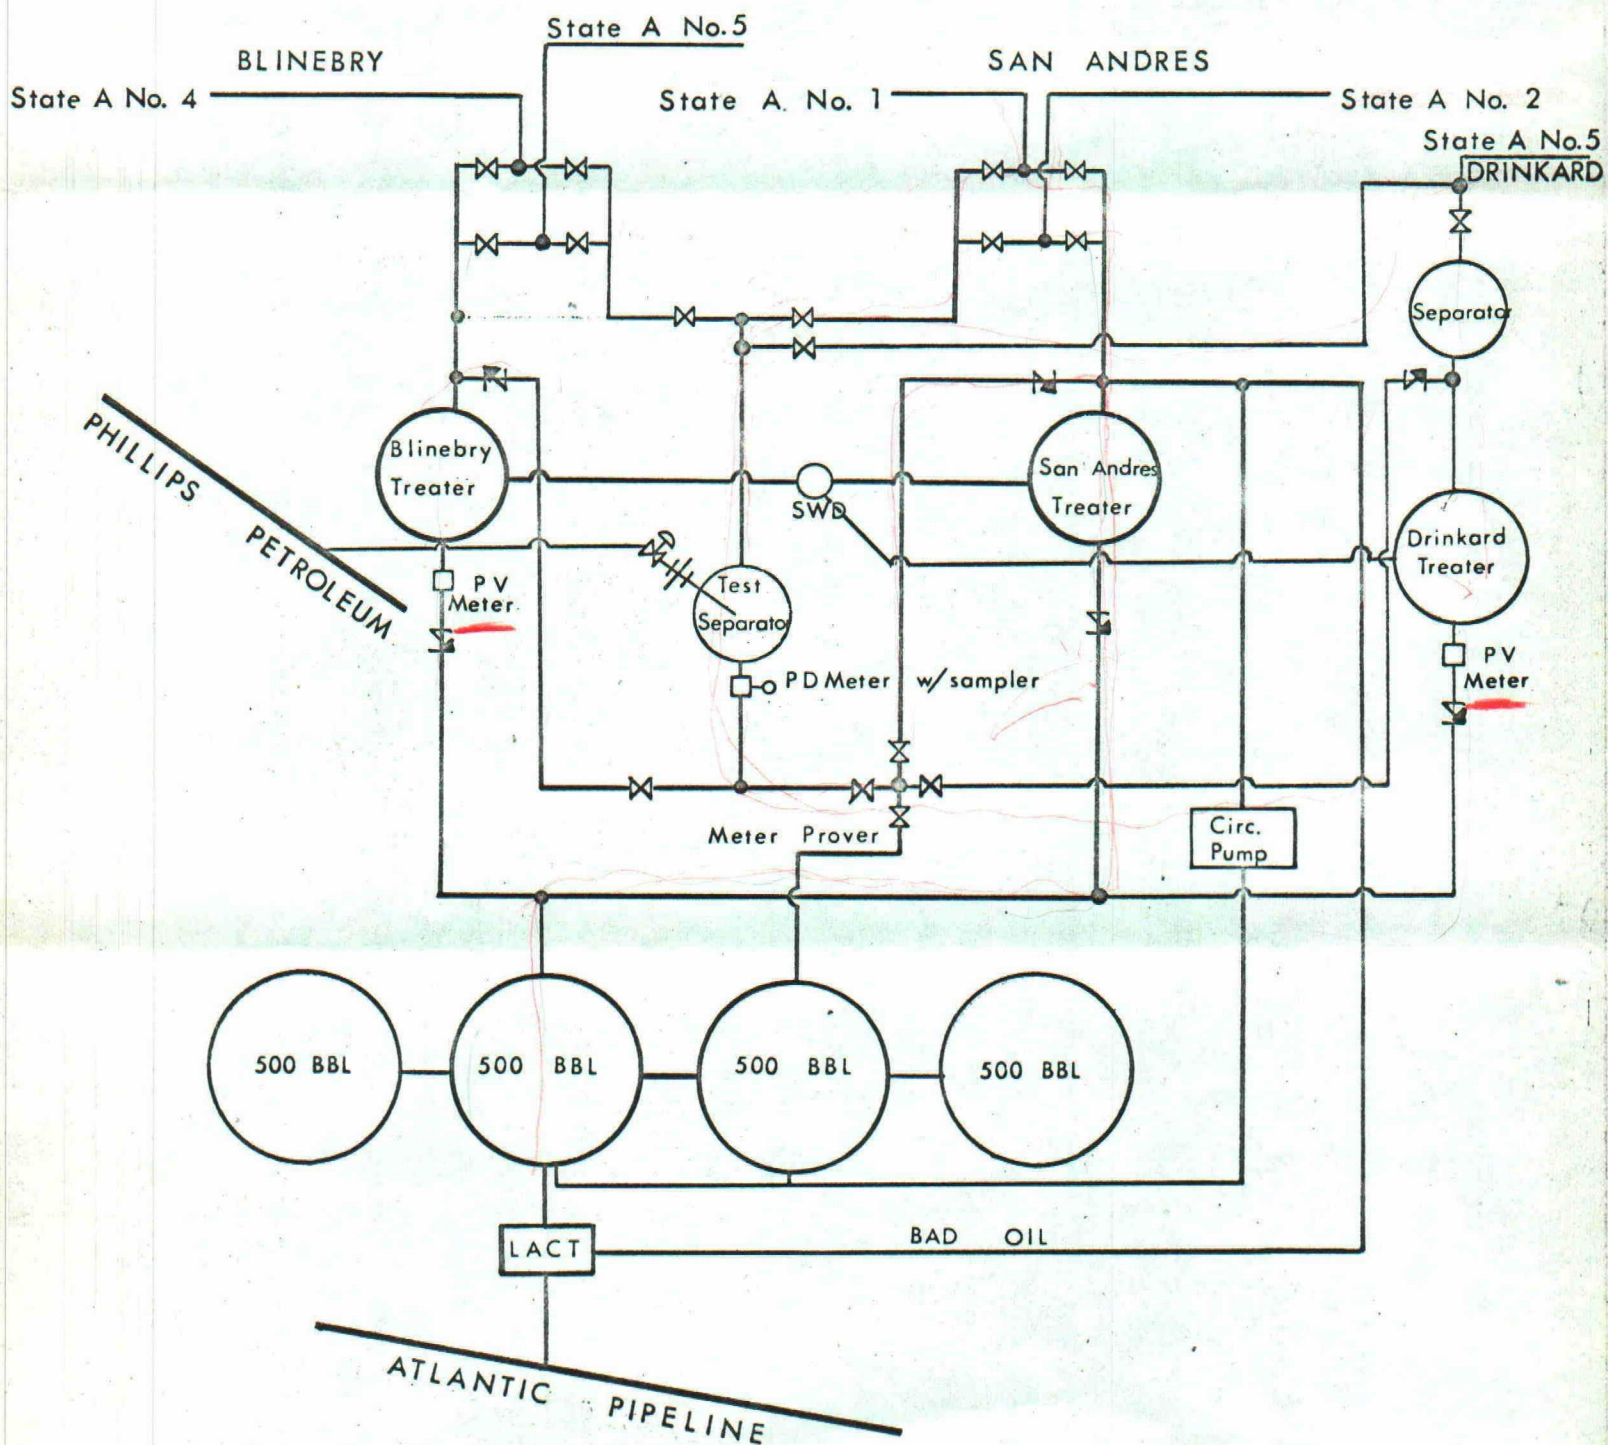 State A No.5
BLINEBRY
SAN ANDRES
State A No. 4
State A. No. 1
State A No. 2
State A No.5
DRINKARD
Separator
Blinebry
Treater
San Andres
Treater
SWD
PHILLIPS
PETROLEUM
Drinkard
Treater
Test
Separator
PV
Meter
PD Meter w/sampler
PV
Meter
Meter Prover
Circ.
Pump
500 BBL
500 BBL
500 BBL
500 BBL
LACT
BAD OIL
ATLANTIC
PIPELINE